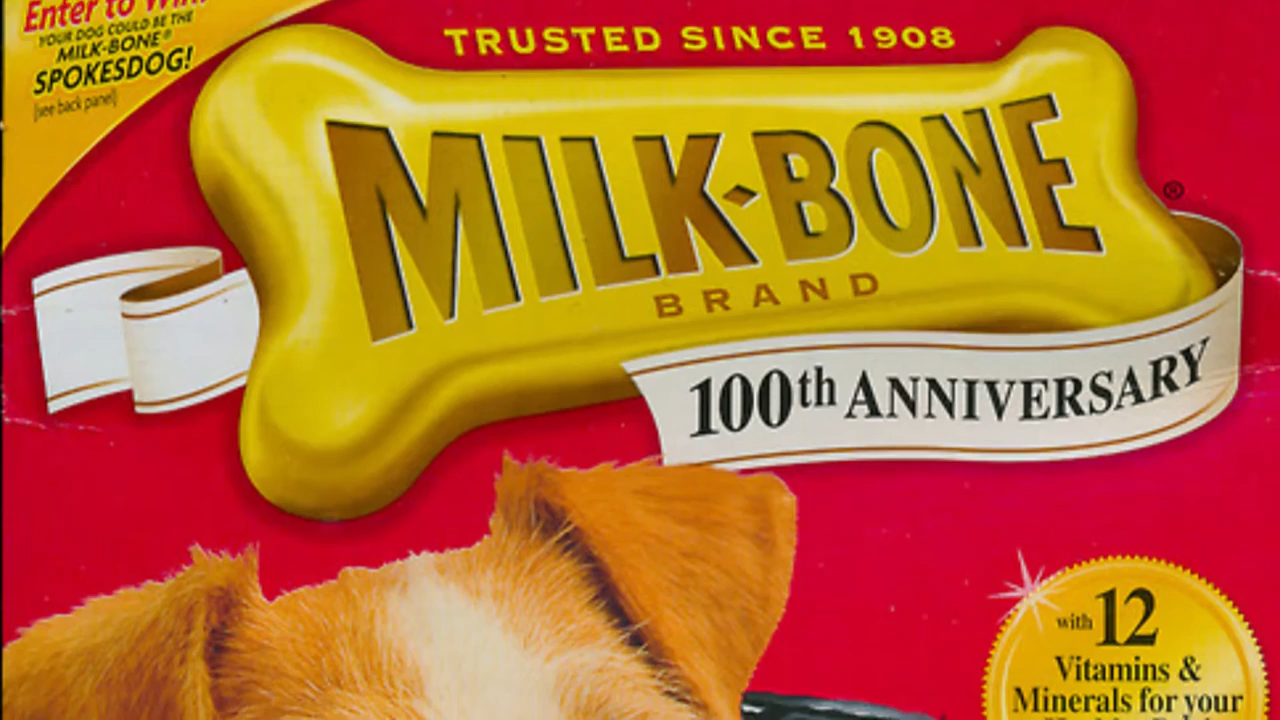 Enter to Win!
YOUR DOG COULD BE THE
MILK-BONE®
SPOKESDOG!
(see back panel)
TRUSTED SINCE 1908
MILK-BONE®
BRAND
100th ANNIVERSARY
with 12
Vitamins &
Minerals for your